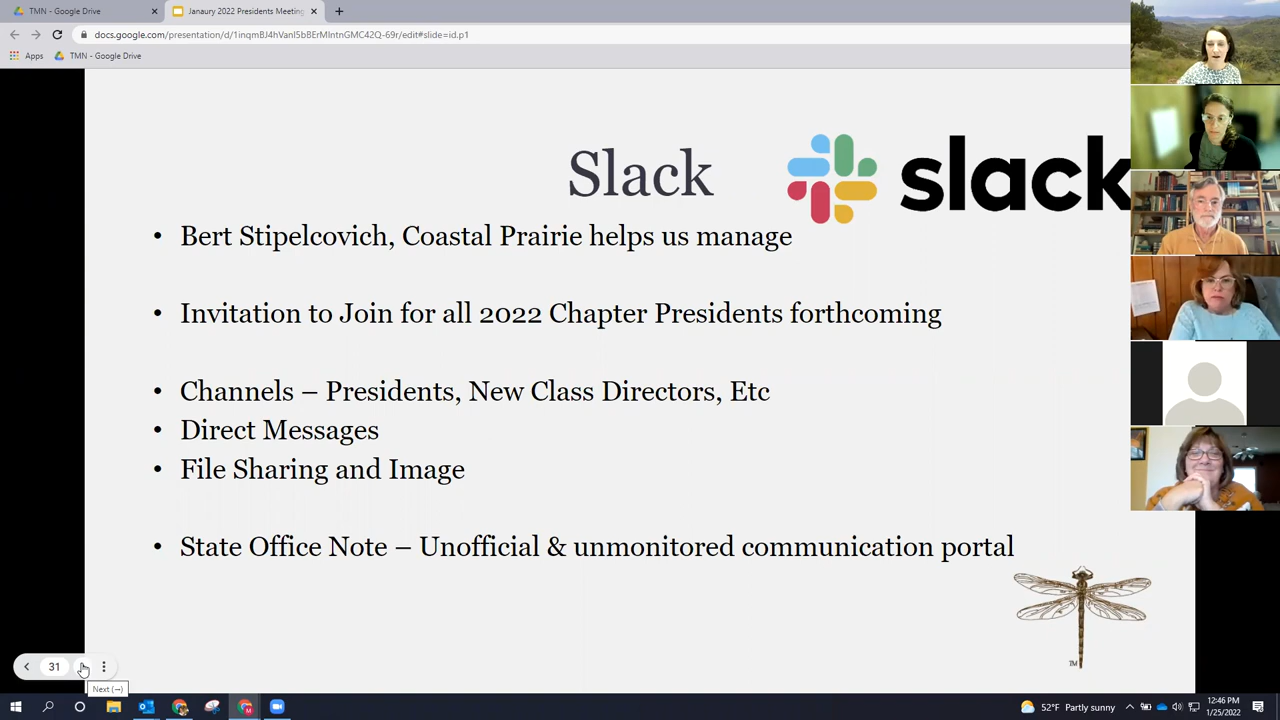 TMN - Google Drive
Janaury 2022 Presidents Meeting
docs.google.com/presentation/d/1inqmBJ4hVanI5bBErMIntnGMC42Q-69r/edit#slide=id.p1
Apps
TMN - Google Drive
Slack
slack
• Bert Stipelcovich, Coastal Prairie helps us manage
• Invitation to Join for all 2022 Chapter Presidents forthcoming
• Channels – Presidents, New Class Directors, Etc
• Direct Messages
• File Sharing and Image
• State Office Note – Unofficial & unmonitored communication portal
TM
31
Next (→)
52°F Partly sunny
12:46 PM
1/25/2022